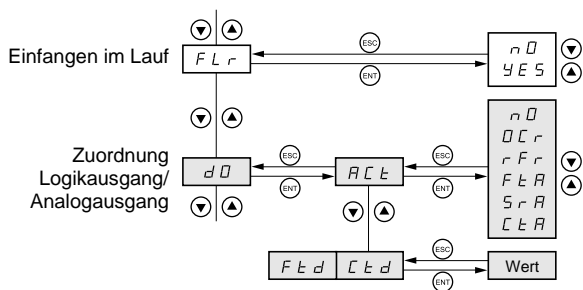 ESC
Einfangen im Lauf FLr nO
ENT YES
nO
OCr
Zuordnung ESC ESC rFr
Logikausgang/ dO ACt FtA
Analogausgang ENT ENT SrA
CtA
ESC
Ftd Ctd Wert
ENT